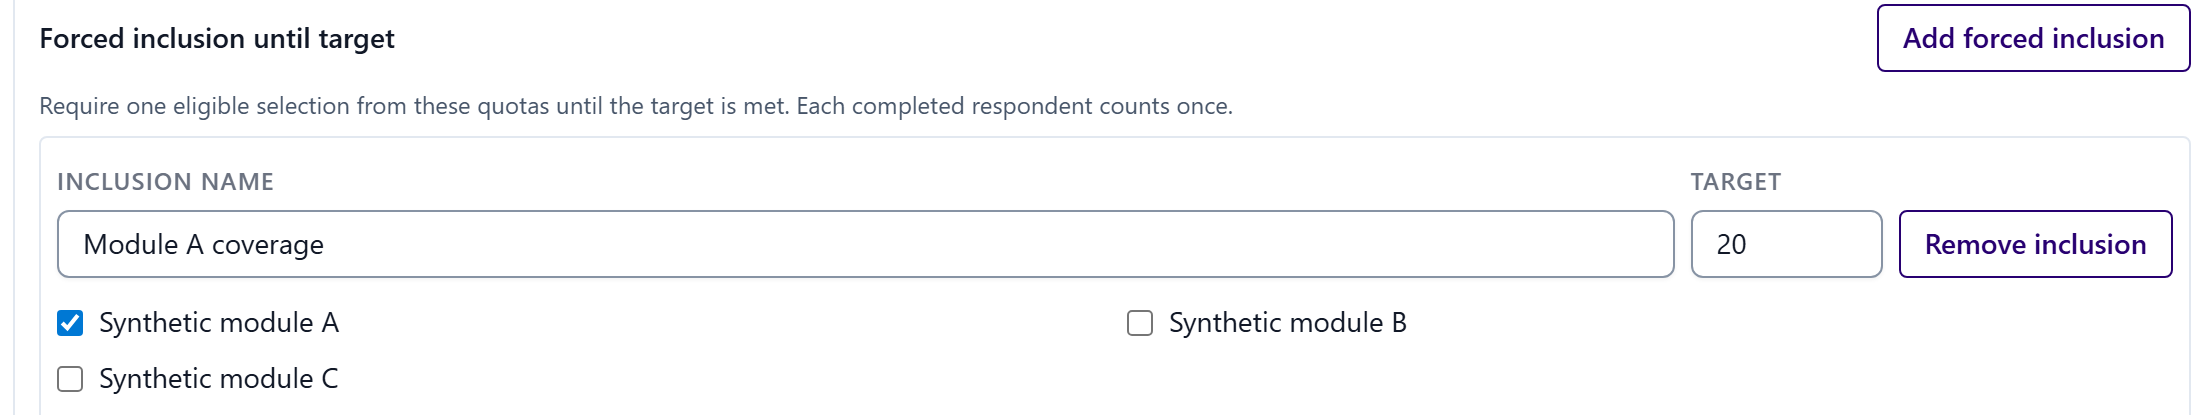 Forced inclusion until target
Add forced inclusion
Require one eligible selection from these quotas until the target is met. Each completed respondent counts once.
INCLUSION NAME
TARGET
Module A coverage
20
Remove inclusion
Synthetic module A
Synthetic module B
Synthetic module C